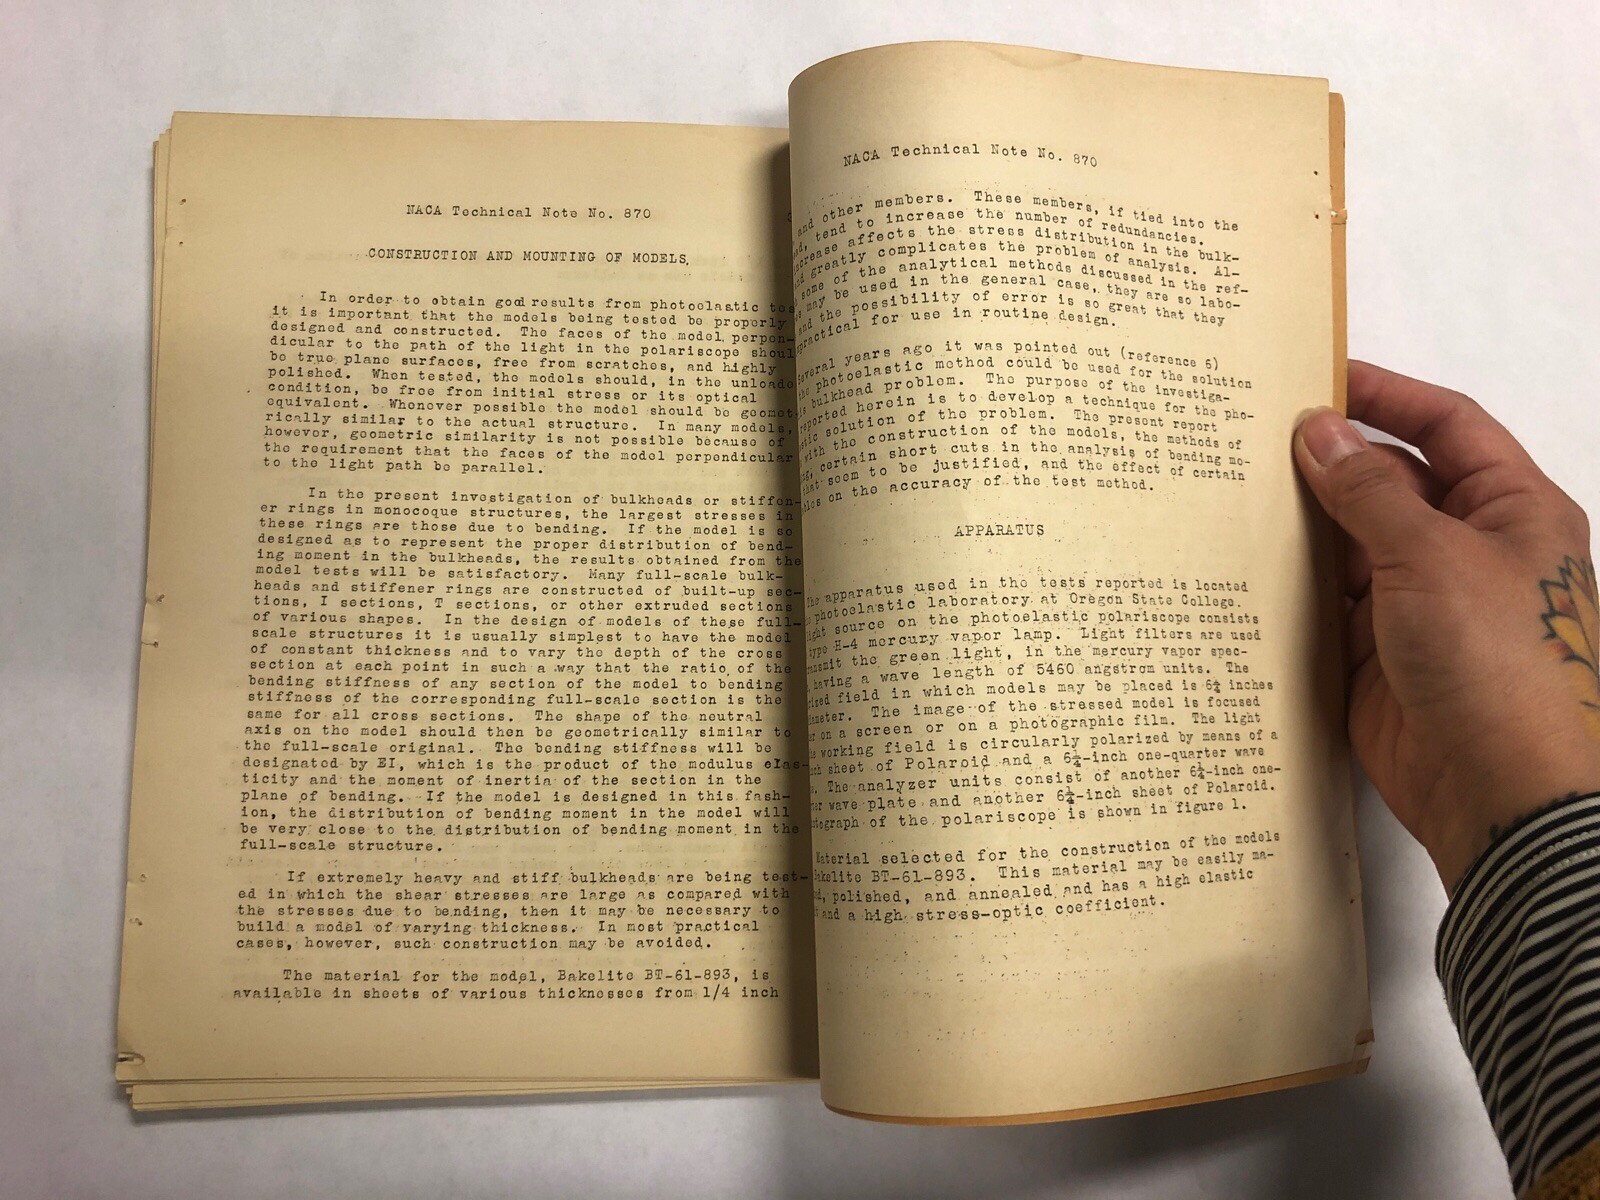 NACA Technical Note No. 870
CONSTRUCTION AND MOUNTING OF MODELS
In order to obtain good results from photoelastic
it is important that the models being tested be properly
designed and constructed. The faces of the model, perpen-
dicular to the path of the light in the polariscope
be true plane surfaces, free from scratches, and highly
polished. When tested, the models should, in the
condition, be free from initial stress or its optical
equivalent. Whenever possible the model should be geomet-
rically similar to the actual structure. In many models,
however, geometric similarity is not possible because of
the requirement that the faces of the model perpendicular
to the light path be parallel.
In the present investigation of bulkheads or stiffen-
er rings in monocoque structures, the largest stresses in
these rings are those due to bending. If the model is so
designed as to represent the proper distribution of bend-
ing moment in the bulkheads, the results obtained from the
model tests will be satisfactory. Many full-scale bulk-
heads and stiffener rings are constructed of built-up sec-
tions, I sections, T sections, or other extruded sections
of various shapes. In the design of models of these full-
scale structures it is usually simplest to have the model
of constant thickness and to vary the depth of the cross
section at each point in such a way that the ratio of the
bending stiffness of any section of the model to bending
stiffness of the corresponding full-scale section is the
same for all cross sections. The shape of the neutral
axis on the model should then be geometrically similar to
the full-scale original. The bending stiffness will be
designated by EI, which is the product of the modulus elas-
ticity and the moment of inertia of the section in the
plane of bending. If the model is designed in this fash-
ion, the distribution of bending moment in the model will
be very close to the distribution of bending moment in the
full-scale structure.
If extremely heavy and stiff bulkheads are being test-
ed in which the shear stresses are large as compared with
the stresses due to bending, then it may be necessary to
build a model of varying thickness. In most practical
cases, however, such construction may be avoided.
The material for the model, Bakelite BT-61-893, is
available in sheets of various thicknesses from 1/4 inch
NACA Technical Note No. 870
and other members. These members, if tied into the
tend to increase the number of redundancies.
increase affects the stress distribution in the bulk-
and greatly complicates the problem of analysis. Al-
some of the analytical methods discussed in the ref-
may be used in the general case, they are so labo-
and the possibility of error is so great that they
practical for use in routine design.
Several years ago it was pointed out (reference 6)
the photoelastic method could be used for the solution
bulkhead problem. The purpose of the investiga-
reported herein is to develop a technique for the pho-
solution of the problem. The present report
with the construction of the models, the methods of
certain short cuts in the analysis of bending mo-
that seem to be justified, and the effect of certain
on the accuracy of the test method.
APPARATUS
The apparatus used in the tests reported is located
photoelastic laboratory at Oregon State College.
light source on the photoelastic polariscope consists
type H-4 mercury vapor lamp. Light filters are used
the green light, in the mercury vapor spec-
having a wave length of 5460 angstrom units. The
field in which models may be placed is 6¼ inches
The image of the stressed model is focused
on a screen or on a photographic film. The light
working field is circularly polarized by means of a
sheet of Polaroid and a 6¼-inch one-quarter wave
The analyzer units consist of another 6¼-inch one-
wave plate and another 6¼-inch sheet of Polaroid.
of the polariscope is shown in figure 1.
Material selected for the construction of the models
Bakelite BT-61-893. This material may be easily ma-
polished, and annealed and has a high elastic
and a high stress-optic coefficient.